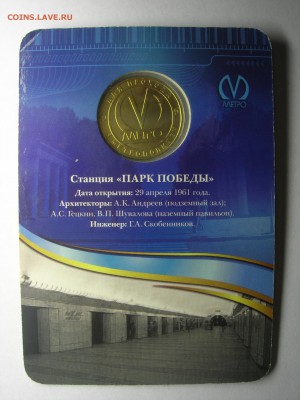 COINS.LAVE.RU
МЕТРО
МЕТРО
Станция «ПАРК ПОБЕДЫ»
Дата открытия: 29 апреля 1961 года.
Архитекторы: А.К. Андреев (подземный зал);
А.С. Гецкин, В.П. Шувалова (наземный павильон).
Инженер: Г.А. Скобенников.